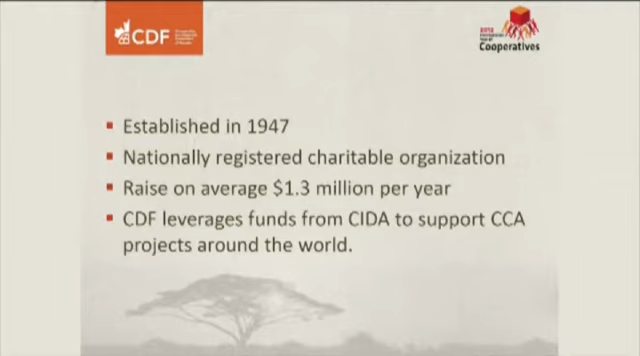 CDF
2012
Cooperatives
Established in 1947
Nationally registered charitable organization
Raise on average $1.3 million per year
CDF leverages funds from CIDA to support CCA
projects around the world.